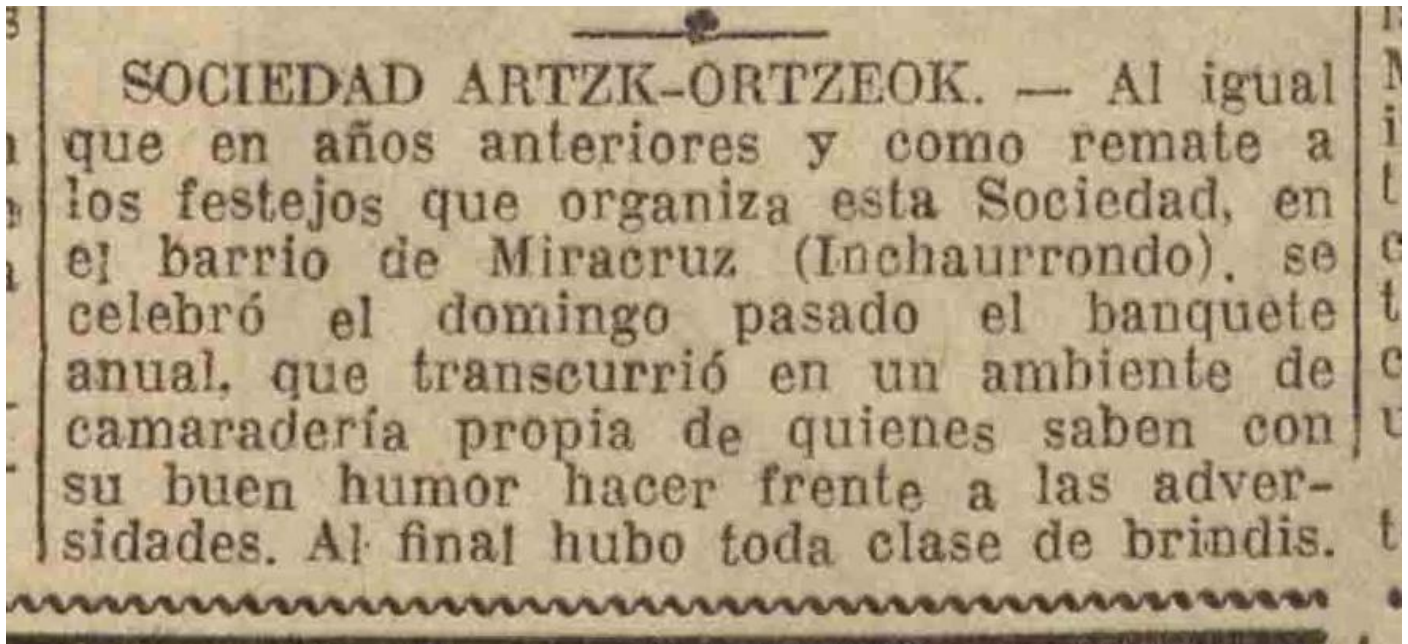 SOCIEDAD ARTZK-ORTZEOK. — Al igual
que en años anteriores y como remate a
los festejos que organiza esta Sociedad, en
el barrio de Miracruz (Inchaurrondo), se
celebró el domingo pasado el banquete
anual, que transcurrió en un ambiente de
camaradería propia de quienes saben con
su buen humor hacer frente a las adver-
sidades. Al final hubo toda clase de brindis.